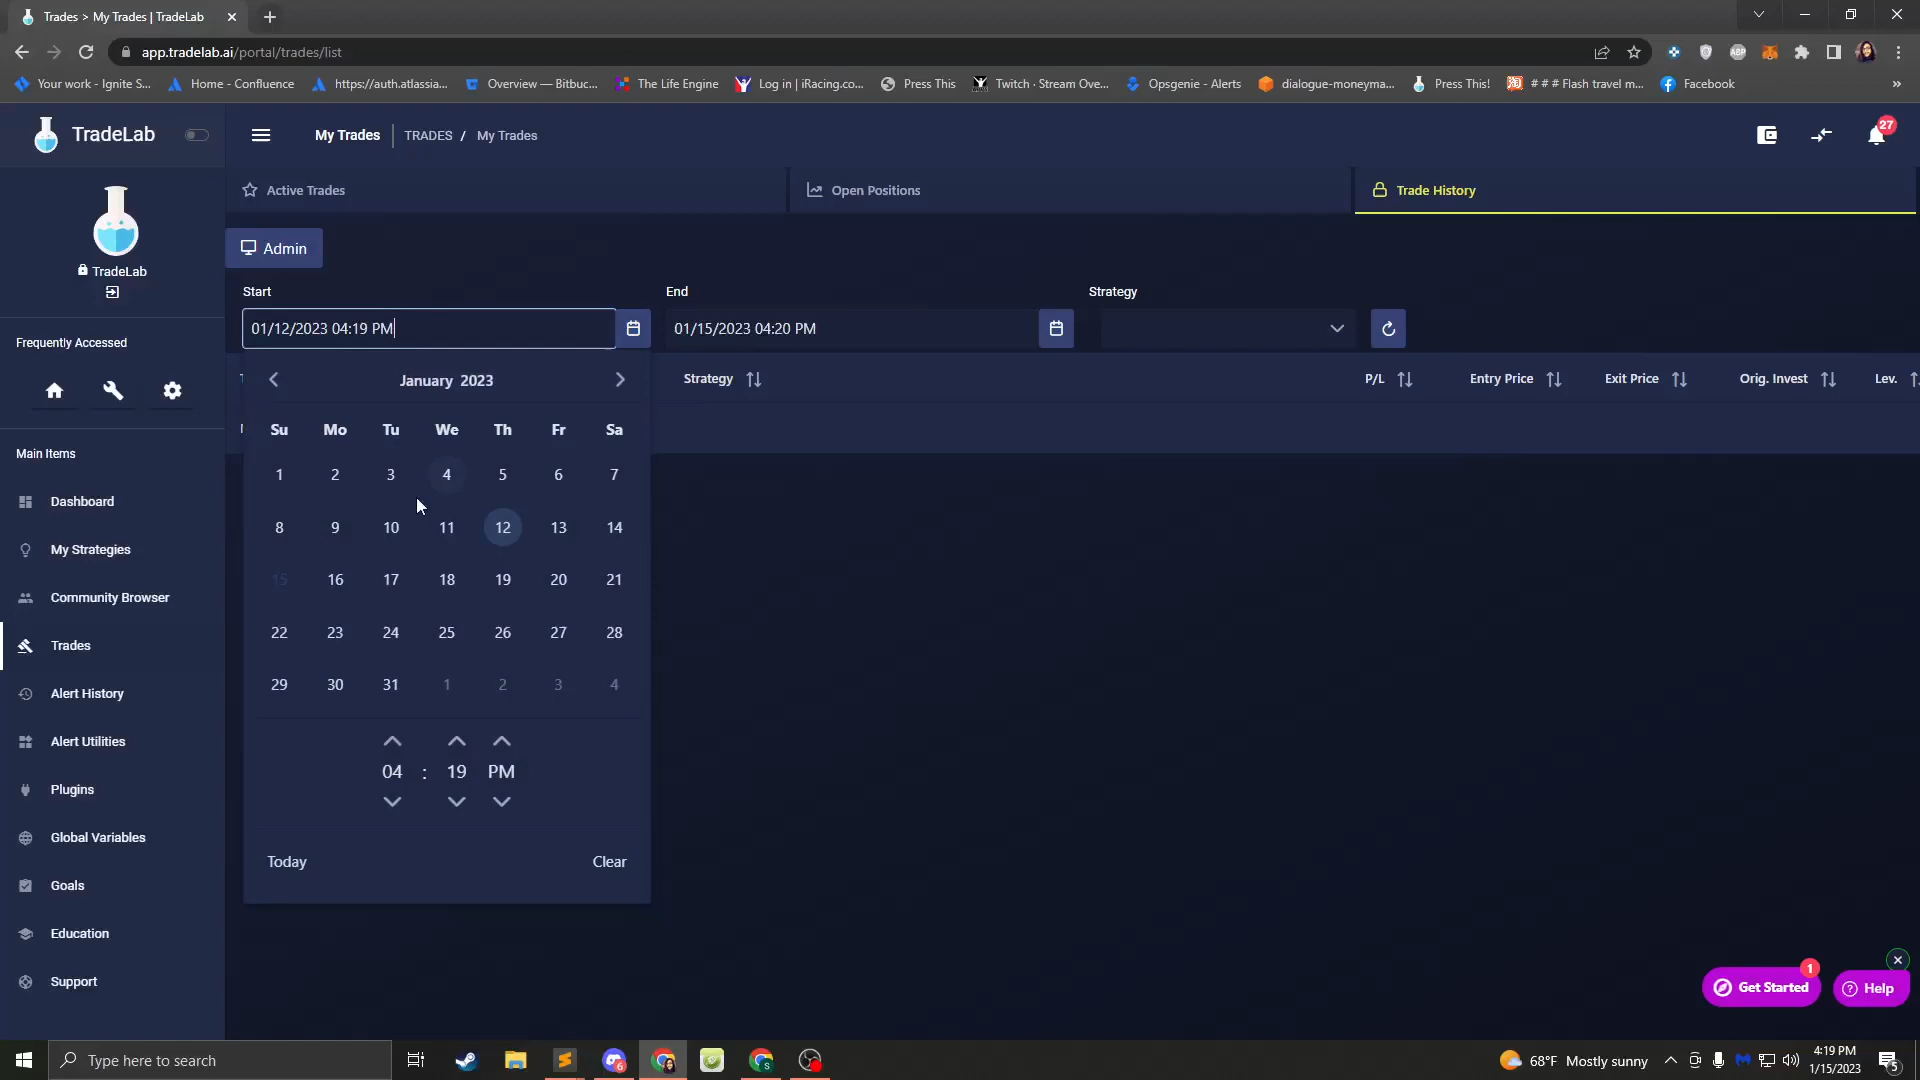 Trades > My Trades | TradeLab
app.tradelab.ai/portal/trades/list
Your work - Ignite S...
Home - Confluence
https://auth.atlassia...
Overview — Bitbuc...
The Life Engine
Log in | iRacing.co...
Press This
Twitch · Stream Ove...
Opsgenie - Alerts
dialogue-moneyma...
Press This!
# # # Flash travel m...
Facebook
»
TradeLab
My Trades
TRADES / My Trades
27
Active Trades
Open Positions
Trade History
TradeLab
Admin
Start
End
Strategy
01/12/2023 04:19 PM
01/15/2023 04:20 PM
Frequently Accessed
January 2023
Strategy
P/L
Entry Price
Exit Price
Orig. Invest
Lev.
Su Mo Tu We Th Fr Sa
1 2 3 4 5 6 7
8 9 10 11 12 13 14
15 16 17 18 19 20 21
22 23 24 25 26 27 28
29 30 31 1 2 3 4
04 : 19 PM
Today
Clear
Main Items
Dashboard
My Strategies
Community Browser
Trades
Alert History
Alert Utilities
Plugins
Global Variables
Goals
Education
Support
Get Started
1
Help
Type here to search
6
S
68°F Mostly sunny
4:19 PM
1/15/2023
5